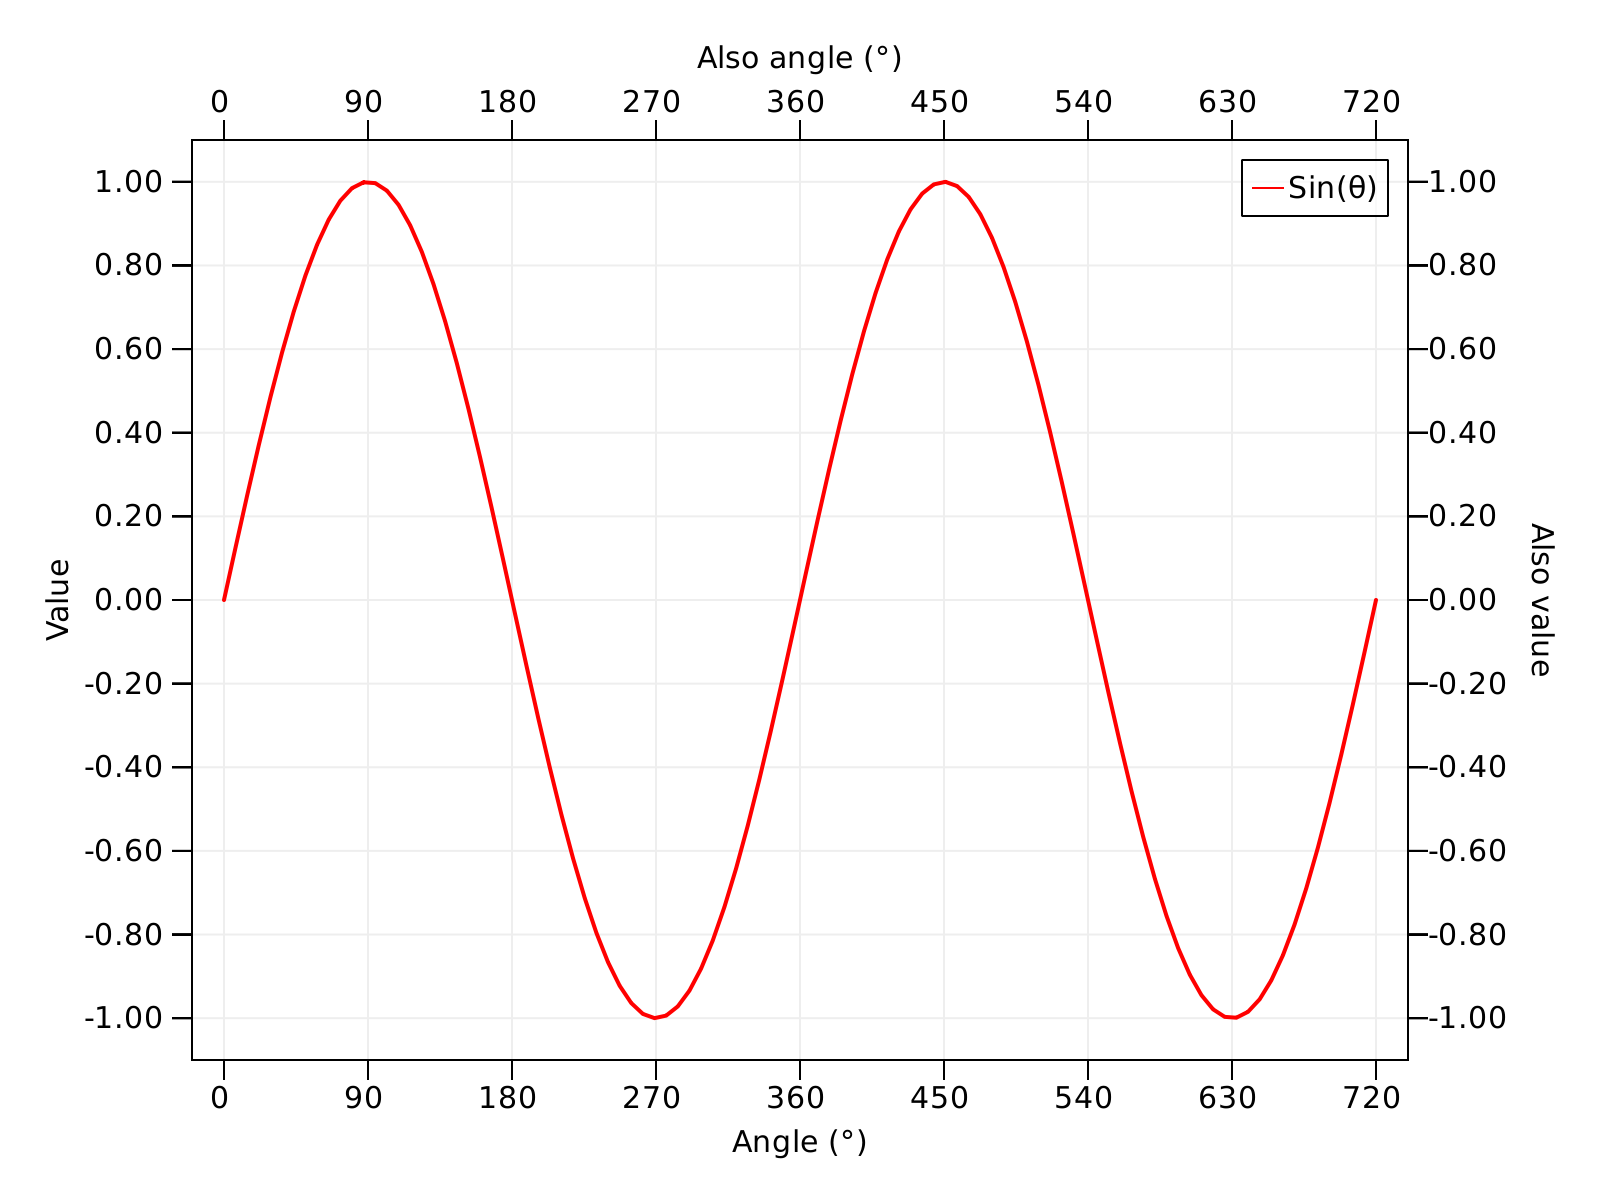 Also angle (°)
0 90 180 270 360 450 540 630 720
Sin(θ)
1.00 1.00
0.80 0.80
0.60 0.60
0.40 0.40
0.20 0.20
0.00 0.00
-0.20 -0.20
-0.40 -0.40
-0.60 -0.60
-0.80 -0.80
-1.00 -1.00
Value
Also value
0 90 180 270 360 450 540 630 720
Angle (°)